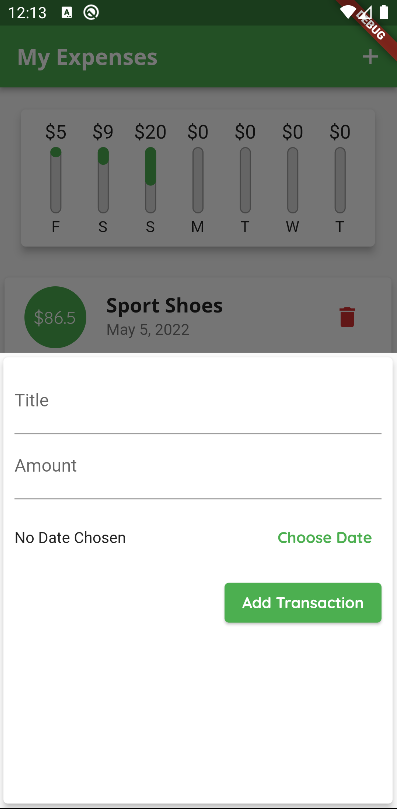 12:13 A
DEBUG
My Expenses +
$5 $9 $20 $0 $0 $0 $0
F S S M T W T
$86.5
Sport Shoes
May 5, 2022
Title
Amount
No Date Chosen Choose Date
Add Transaction